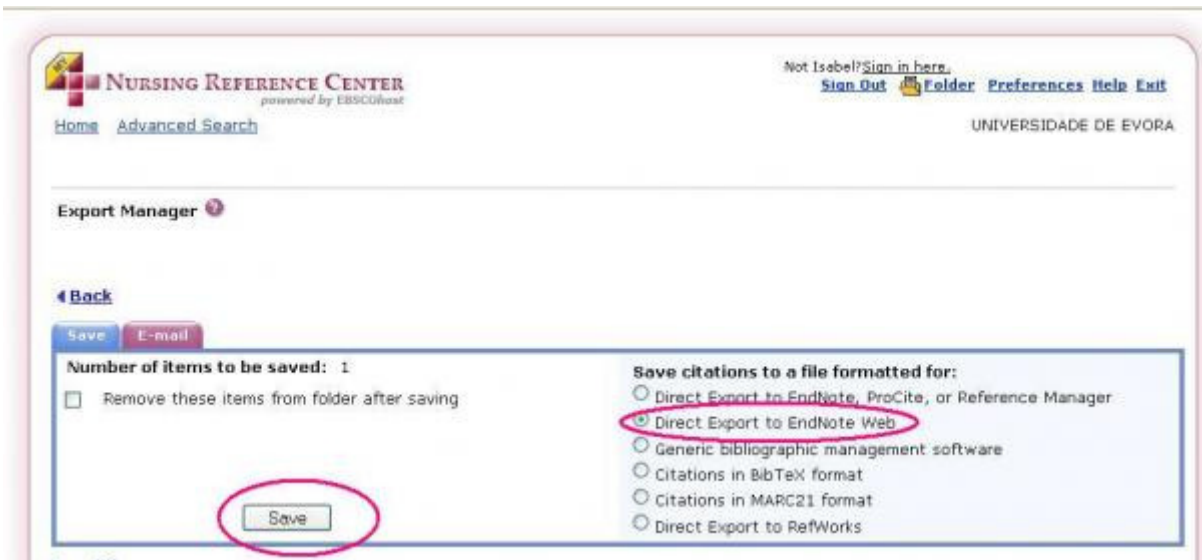 MY
NURSING REFERENCE CENTER
powered by EBSCOhost
Not Isabel?Sign in here.
Sign Out Folder Preferences Help Exit
Home Advanced Search
UNIVERSIDADE DE EVORA
Export Manager ?
Back
Save E-mail
Number of items to be saved: 1
Remove these items from folder after saving
Save
Save citations to a file formatted for:
Direct Export to EndNote, ProCite, or Reference Manager
Direct Export to EndNote Web
Generic bibliographic management software
Citations in BibTeX format
Citations in MARC21 format
Direct Export to RefWorks